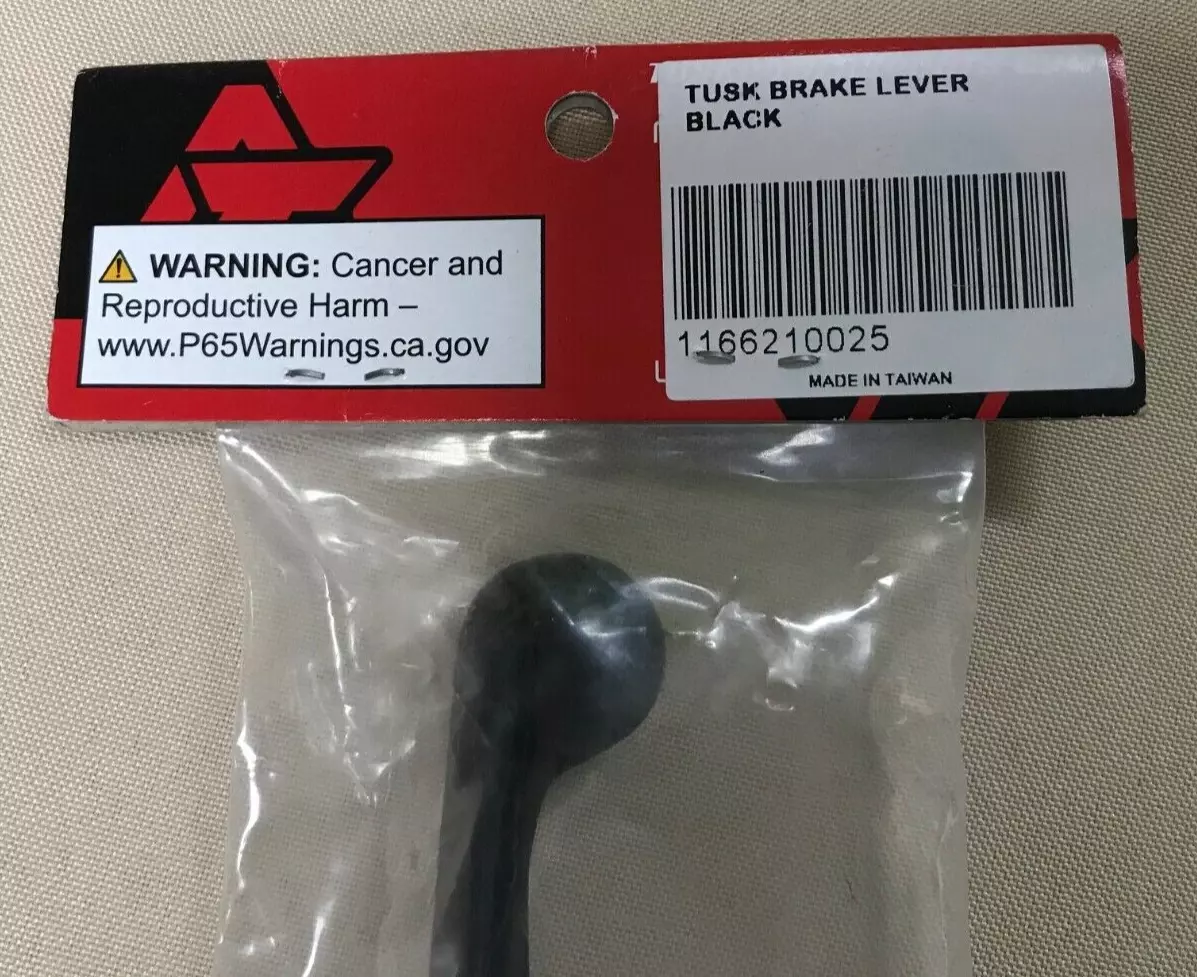 WARNING: Cancer and
Reproductive Harm –
www.P65Warnings.ca.gov
TUSK BRAKE LEVER
BLACK
1166210025
MADE IN TAIWAN